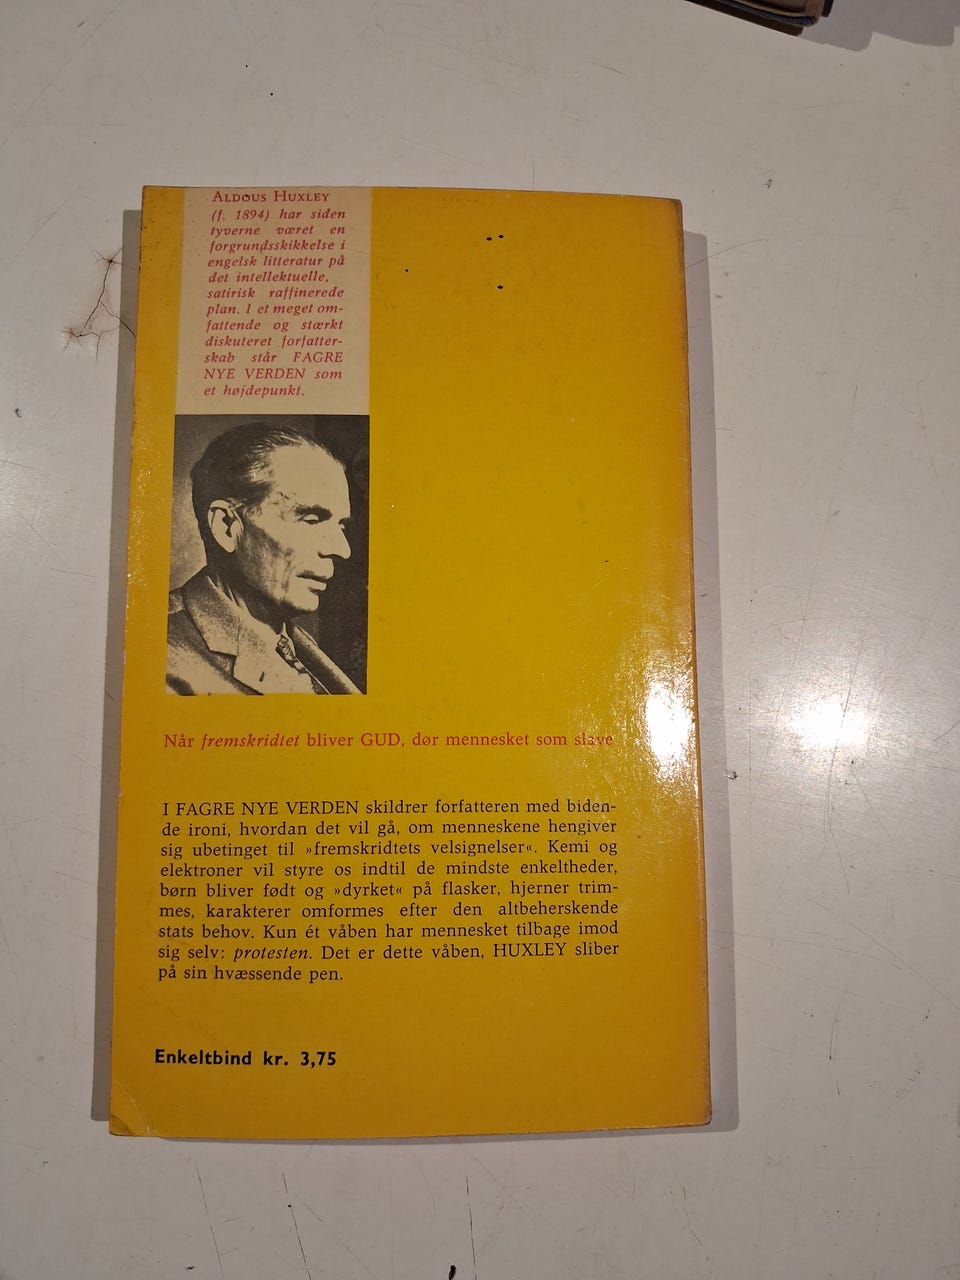 ALDOUS HUXLEY
(f. 1894) har siden
tyverne været en
forgrundsskikkelse i
engelsk litteratur på
det intellektuelle,
satirisk raffinerede
plan. I et meget om-
fattende og stærkt
diskuteret forfatter-
skab står FAGRE
NYE VERDEN som
et højdepunkt.
Når fremskridtet bliver GUD, dør mennesket som slave
I FAGRE NYE VERDEN skildrer forfatteren med biden-
de ironi, hvordan det vil gå, om menneskene hengiver
sig ubetinget til »fremskridtets velsignelser«. Kemi og
elektroner vil styre os indtil de mindste enkeltheder,
børn bliver født og »dyrket« på flasker, hjerner trim-
mes, karakterer omformes efter den altbeherskende
stats behov. Kun ét våben har mennesket tilbage imod
sig selv: protesten. Det er dette våben, HUXLEY sliber
på sin hvæssende pen.
Enkeltbind kr. 3,75